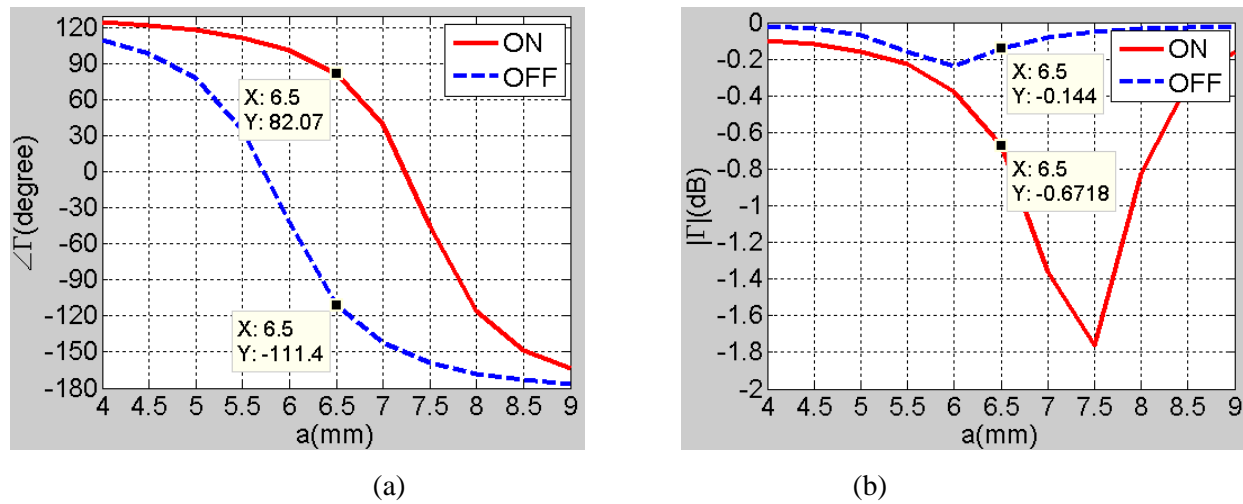 120
90
60
30
0
-30
-60
-90
-120
-150
-180
∠Γ(degree)
ON
OFF
X: 6.5
Y: 82.07
X: 6.5
Y: -111.4
4 4.5 5 5.5 6 6.5 7 7.5 8 8.5 9
a(mm)
(a)
0
-0.2
-0.4
-0.6
-0.8
-1
-1.2
-1.4
-1.6
-1.8
-2
|Γ|(dB)
ON
OFF
X: 6.5
Y: -0.144
X: 6.5
Y: -0.6718
4 4.5 5 5.5 6 6.5 7 7.5 8 8.5 9
a(mm)
(b)